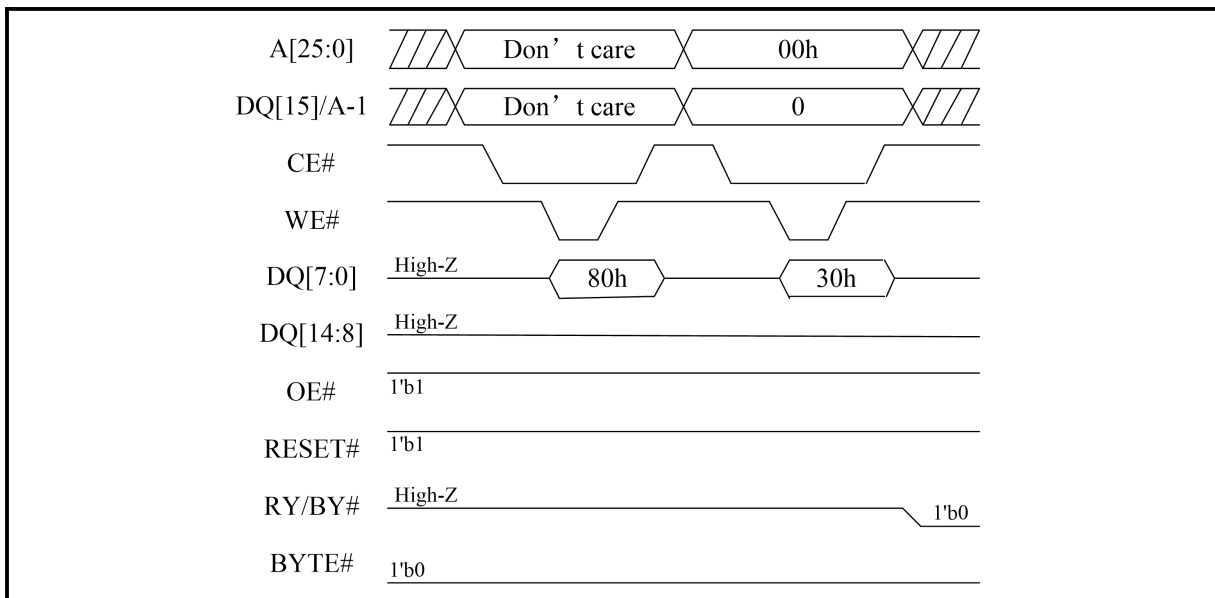 A[25:0] Don’t care 00h
DQ[15]/A-1 Don’t care 0
CE#
WE#
DQ[7:0] High-Z 80h 30h
DQ[14:8] High-Z
OE# 1'b1
RESET# 1'b1
RY/BY# High-Z 1'b0
BYTE# 1'b0